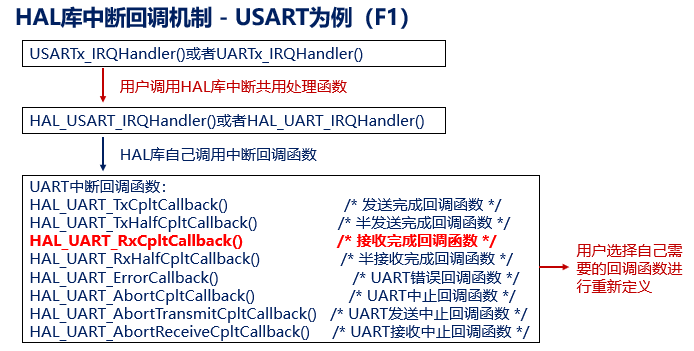 HAL库中断回调机制 - USART为例（F1）
USARTx_IRQHandler()或者UARTx_IRQHandler()
用户调用HAL库中断共用处理函数
HAL_USART_IRQHandler()或者HAL_UART_IRQHandler()
HAL库自己调用中断回调函数
UART中断回调函数：
HAL_UART_TxCpltCallback() /* 发送完成回调函数 */
HAL_UART_TxHalfCpltCallback() /* 半发送完成回调函数 */
HAL_UART_RxCpltCallback() /* 接收完成回调函数 */
HAL_UART_RxHalfCpltCallback() /* 半接收完成回调函数 */
HAL_UART_ErrorCallback() /* UART错误回调函数 */
HAL_UART_AbortCpltCallback() /* UART中止回调函数 */
HAL_UART_AbortTransmitCpltCallback() /* UART发送中止回调函数 */
HAL_UART_AbortReceiveCpltCallback() /* UART接收中止回调函数 */
用户选择自己需
要的回调函数进
行重新定义